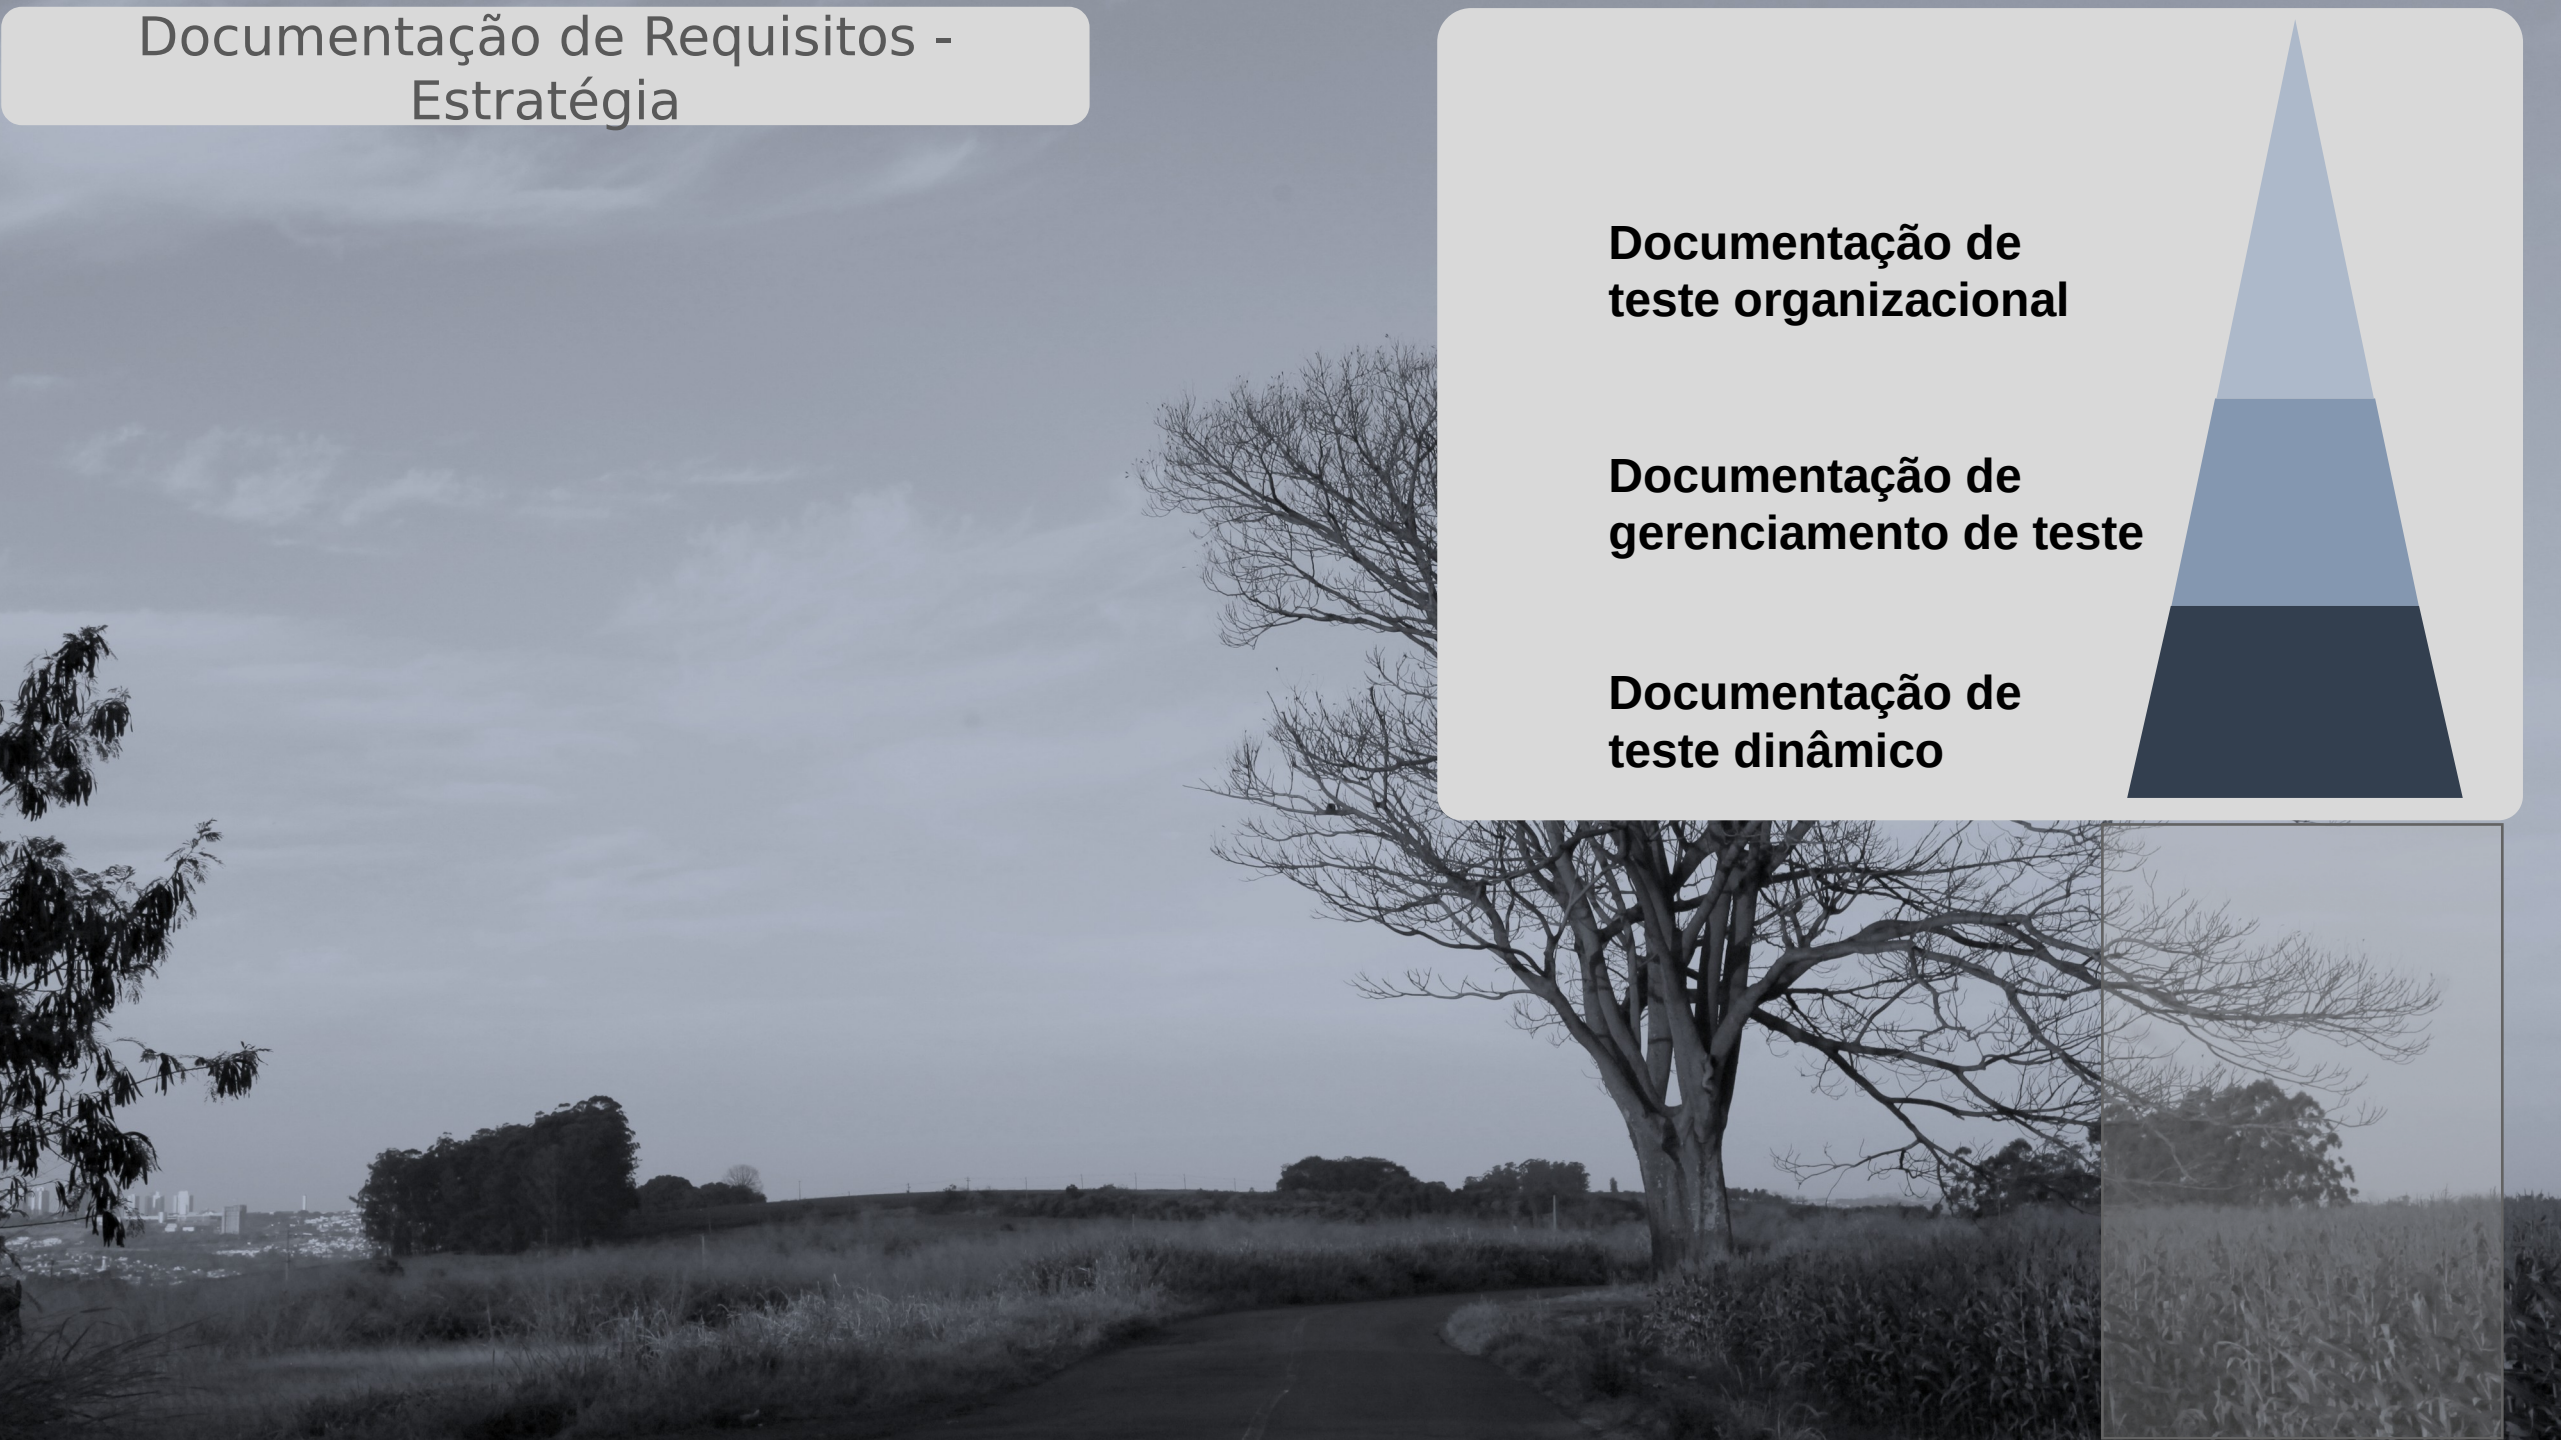 Documentação de Requisitos -
Estratégia
Documentação de
teste organizacional
Documentação de
gerenciamento de teste
Documentação de
teste dinâmico